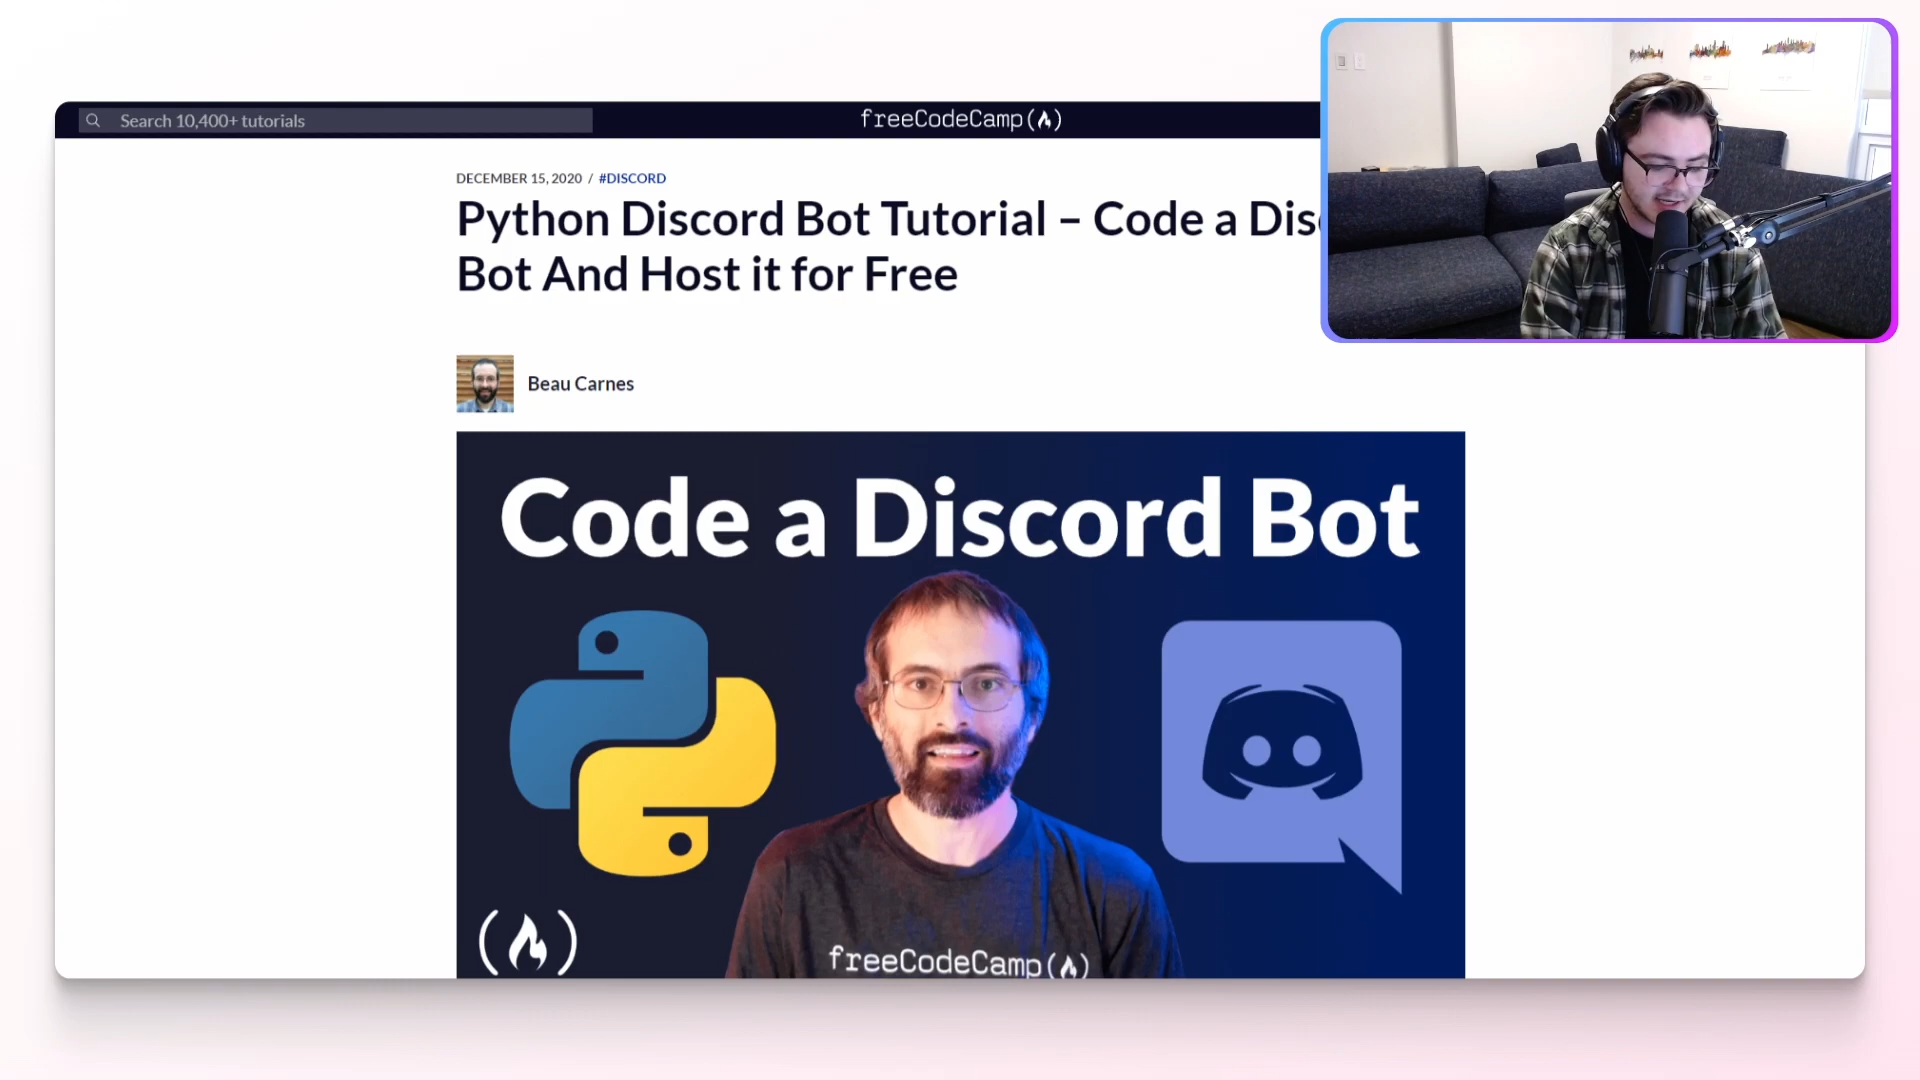 Search 10,400+ tutorials
freeCodeCamp
DECEMBER 15, 2020 / #DISCORD
Python Discord Bot Tutorial – Code a Dis
Bot And Host it for Free
Beau Carnes
Code a Discord Bot
freeCodeCamp